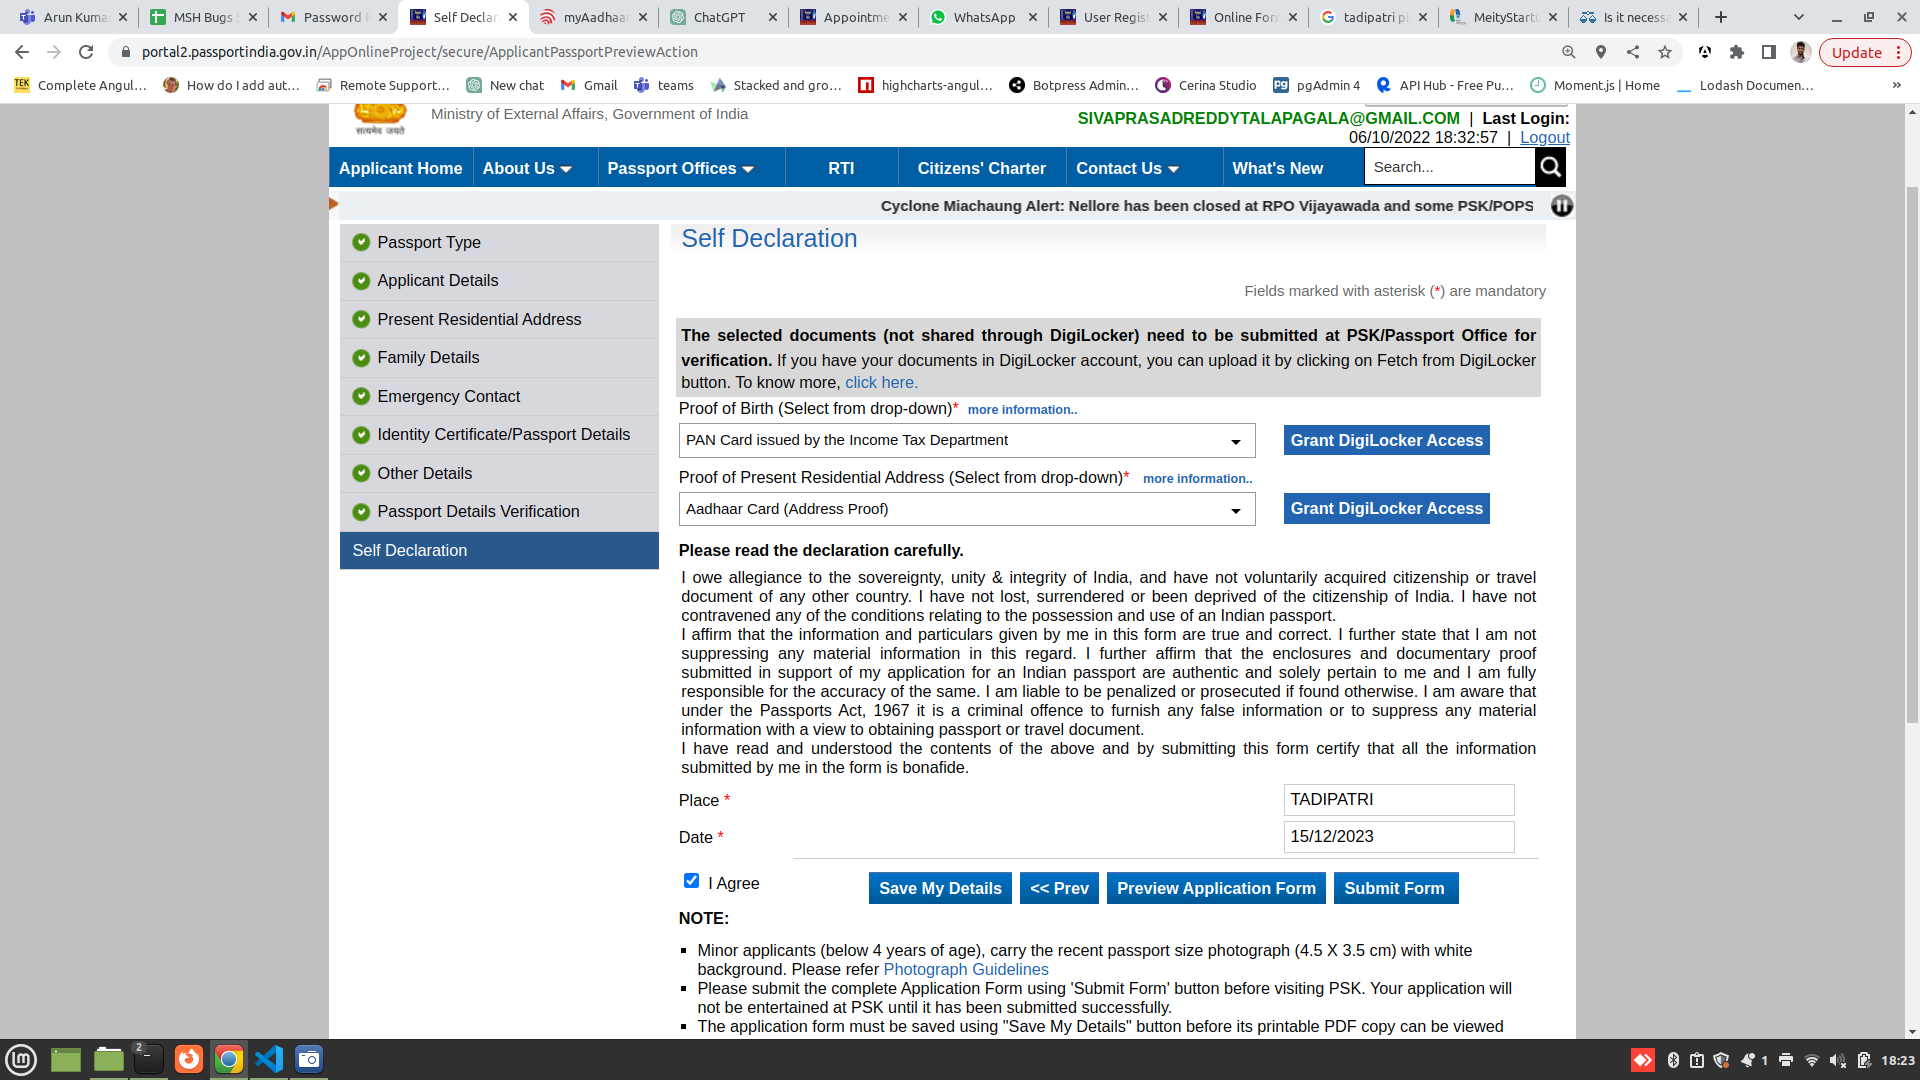 Arun Kuma
MSH Bugs S
Password
Self Declar
myAadhaa
ChatGPT
Appointme
WhatsApp
User Regis
Online For
tadipatri pi
MeityStart
Is it necess
portal2.passportindia.gov.in/AppOnlineProject/secure/ApplicantPassportPreviewAction
Update
Complete Angul...
How do I add aut...
Remote Support...
New chat
Gmail
teams
Stacked and gro...
highcharts-angul...
Botpress Admin...
Cerina Studio
pgAdmin 4
API Hub - Free Pu...
Moment.js | Home
Lodash Documen...
»
सत्यमेव जयते
Ministry of External Affairs, Government of India
SIVAPRASADREDDYTALAPAGALA@GMAIL.COM | Last Login:
06/10/2022 18:32:57 | Logout
Applicant Home
About Us
Passport Offices
RTI
Citizens' Charter
Contact Us
What's New
Search...
Cyclone Miachaung Alert: Nellore has been closed at RPO Vijayawada and some PSK/POPS
Passport Type
Applicant Details
Present Residential Address
Family Details
Emergency Contact
Identity Certificate/Passport Details
Other Details
Passport Details Verification
Self Declaration
Self Declaration
Fields marked with asterisk (*) are mandatory
The selected documents (not shared through DigiLocker) need to be submitted at PSK/Passport Office for
verification. If you have your documents in DigiLocker account, you can upload it by clicking on Fetch from DigiLocker
button. To know more, click here.
Proof of Birth (Select from drop-down)* more information..
PAN Card issued by the Income Tax Department
Grant DigiLocker Access
Proof of Present Residential Address (Select from drop-down)* more information..
Aadhaar Card (Address Proof)
Grant DigiLocker Access
Please read the declaration carefully.
I owe allegiance to the sovereignty, unity & integrity of India, and have not voluntarily acquired citizenship or travel
document of any other country. I have not lost, surrendered or been deprived of the citizenship of India. I have not
contravened any of the conditions relating to the possession and use of an Indian passport.
I affirm that the information and particulars given by me in this form are true and correct. I further state that I am not
suppressing any material information in this regard. I further affirm that the enclosures and documentary proof
submitted in support of my application for an Indian passport are authentic and solely pertain to me and I am fully
responsible for the accuracy of the same. I am liable to be penalized or prosecuted if found otherwise. I am aware that
under the Passports Act, 1967 it is a criminal offence to furnish any false information or to suppress any material
information with a view to obtaining passport or travel document.
I have read and understood the contents of the above and by submitting this form certify that all the information
submitted by me in the form is bonafide.
Place *
TADIPATRI
Date *
15/12/2023
I Agree
Save My Details
<< Prev
Preview Application Form
Submit Form
NOTE:
Minor applicants (below 4 years of age), carry the recent passport size photograph (4.5 X 3.5 cm) with white
background. Please refer Photograph Guidelines
Please submit the complete Application Form using 'Submit Form' button before visiting PSK. Your application will
not be entertained at PSK until it has been submitted successfully.
The application form must be saved using "Save My Details" button before its printable PDF copy can be viewed
2
1
18:23